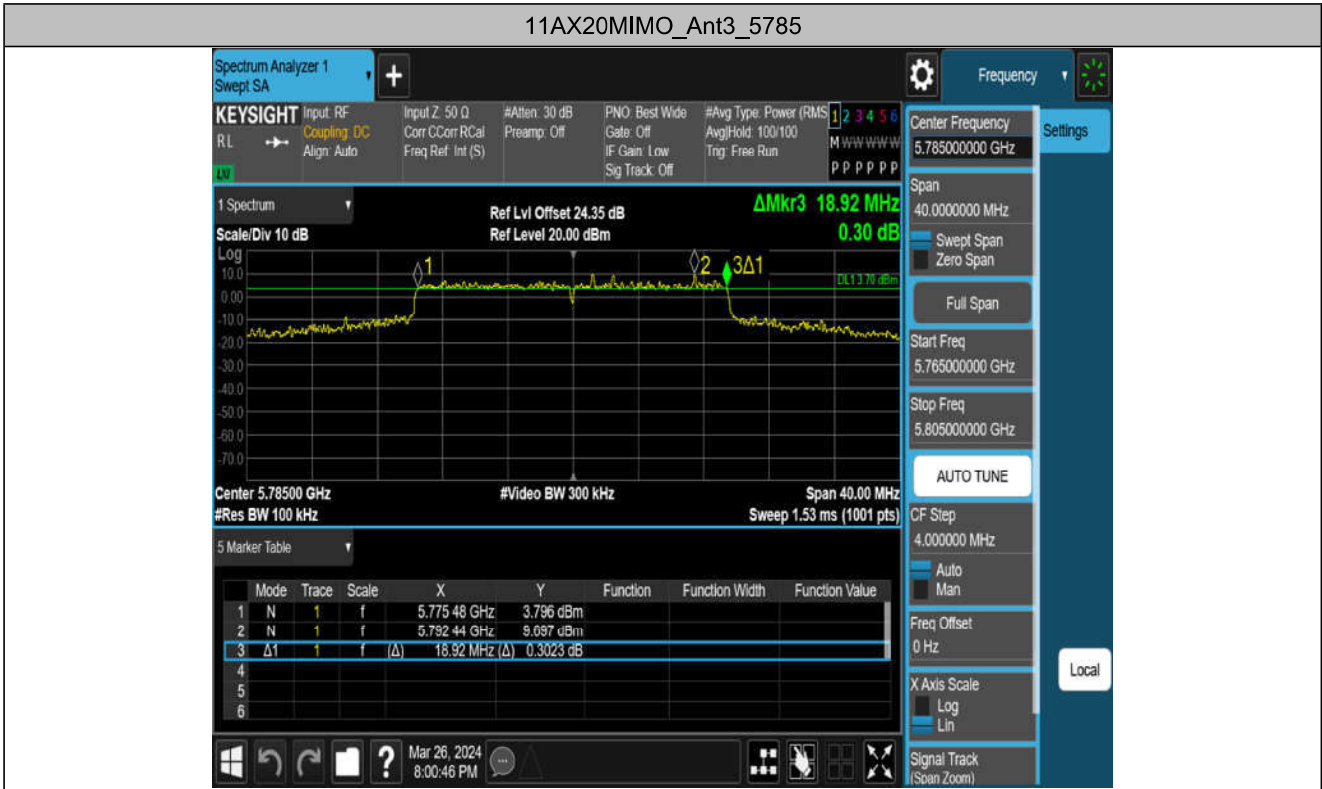 11AX20MIMO_Ant3_5785
Spectrum Analyzer 1
Swept SA
+
Frequency
KEYSIGHT
RL
LXI
Input: RF
Coupling: DC
Align: Auto
Input Z: 50 Ω
Corr CCorr RCal
Freq Ref: Int (S)
#Atten: 30 dB
Preamp: Off
PNO: Best Wide
Gate: Off
IF Gain: Low
Sig Track: Off
#Avg Type: Power (RMS
Avg|Hold: 100/100
Trig: Free Run
1 2 3 4 5 6
M W W W W W
P P P P P P
1 Spectrum
Scale/Div 10 dB
Ref Lvl Offset 24.35 dB
Ref Level 20.00 dBm
ΔMkr3 18.92 MHz
0.30 dB
Log
10.0
0.00
-10.0
-20.0
-30.0
-40.0
-50.0
-60.0
-70.0
1
2
3Δ1
DL1 3.70 dBm
Center 5.78500 GHz
#Res BW 100 kHz
#Video BW 300 kHz
Span 40.00 MHz
Sweep 1.53 ms (1001 pts)
5 Marker Table
Mode Trace Scale X Y Function Function Width Function Value
1 N 1 f 5.775 48 GHz 3.796 dBm
2 N 1 f 5.792 44 GHz 9.697 dBm
3 Δ1 1 f (Δ) 18.92 MHz (Δ) 0.3023 dB
4
5
6
Mar 26, 2024
8:00:46 PM
?
Center Frequency
5.785000000 GHz
Settings
Span
40.0000000 MHz
Swept Span
Zero Span
Full Span
Start Freq
5.765000000 GHz
Stop Freq
5.805000000 GHz
AUTO TUNE
CF Step
4.000000 MHz
Auto
Man
Freq Offset
0 Hz
Local
X Axis Scale
Log
Lin
Signal Track
(Span Zoom)